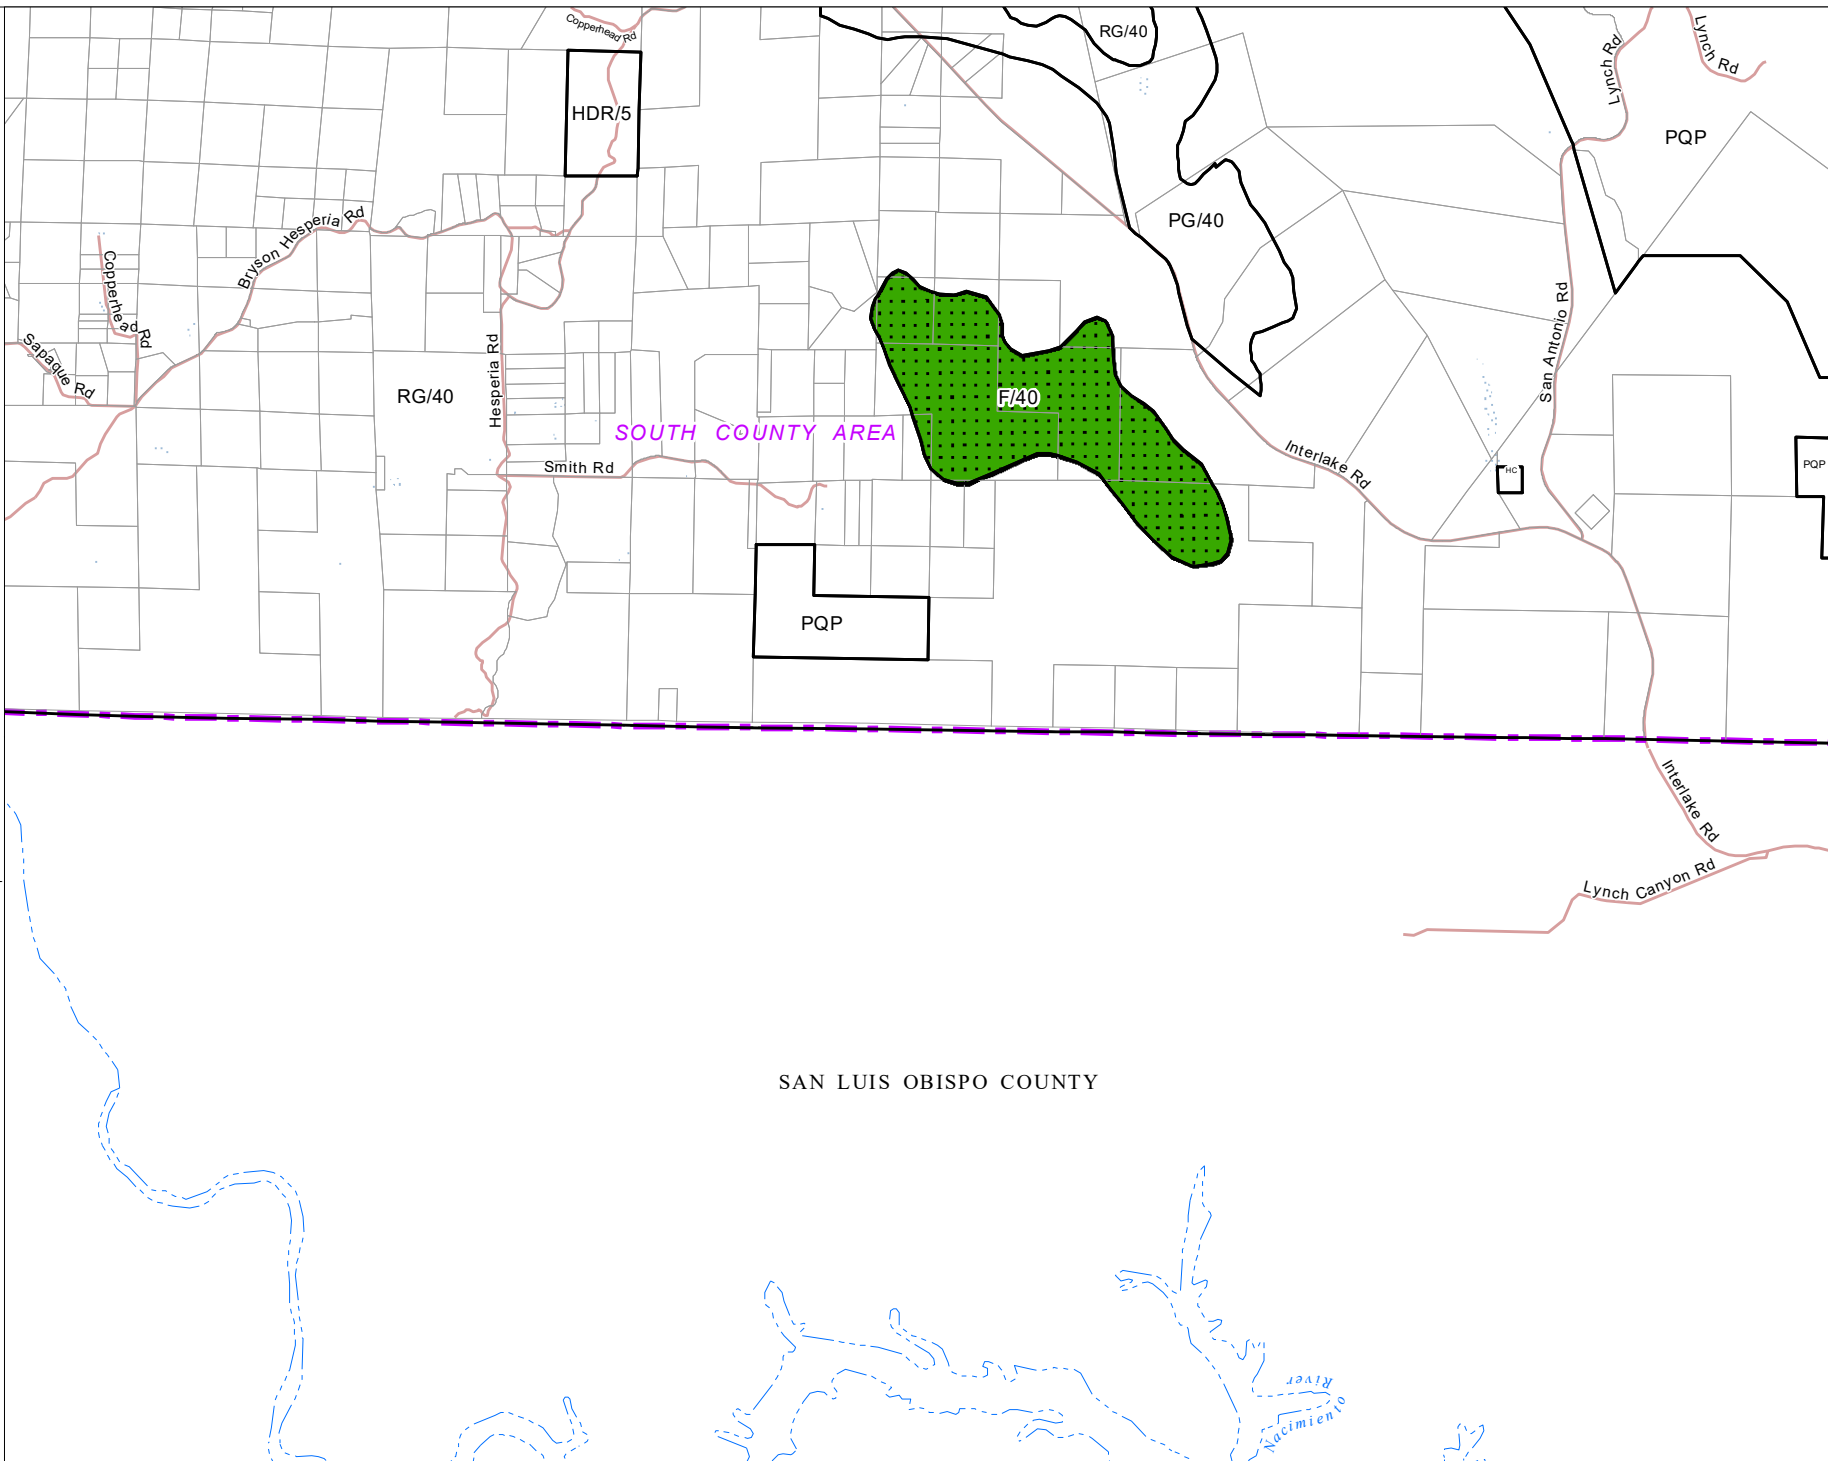 Copperhead Rd
RG/40
Lynch Rd
Lynch Rd
HDR/5
PQP
Bryson Hesperia Rd
PG/40
Copperhead Rd
San Antonio Rd
Sapaque Rd
Hesperia Rd
RG/40
F/40
SOUTH COUNTY AREA
Interlake Rd
Smith Rd
HC
PQP
PQP
Interlake Rd
Lynch Canyon Rd
SAN LUIS OBISPO COUNTY
Nacimiento
River